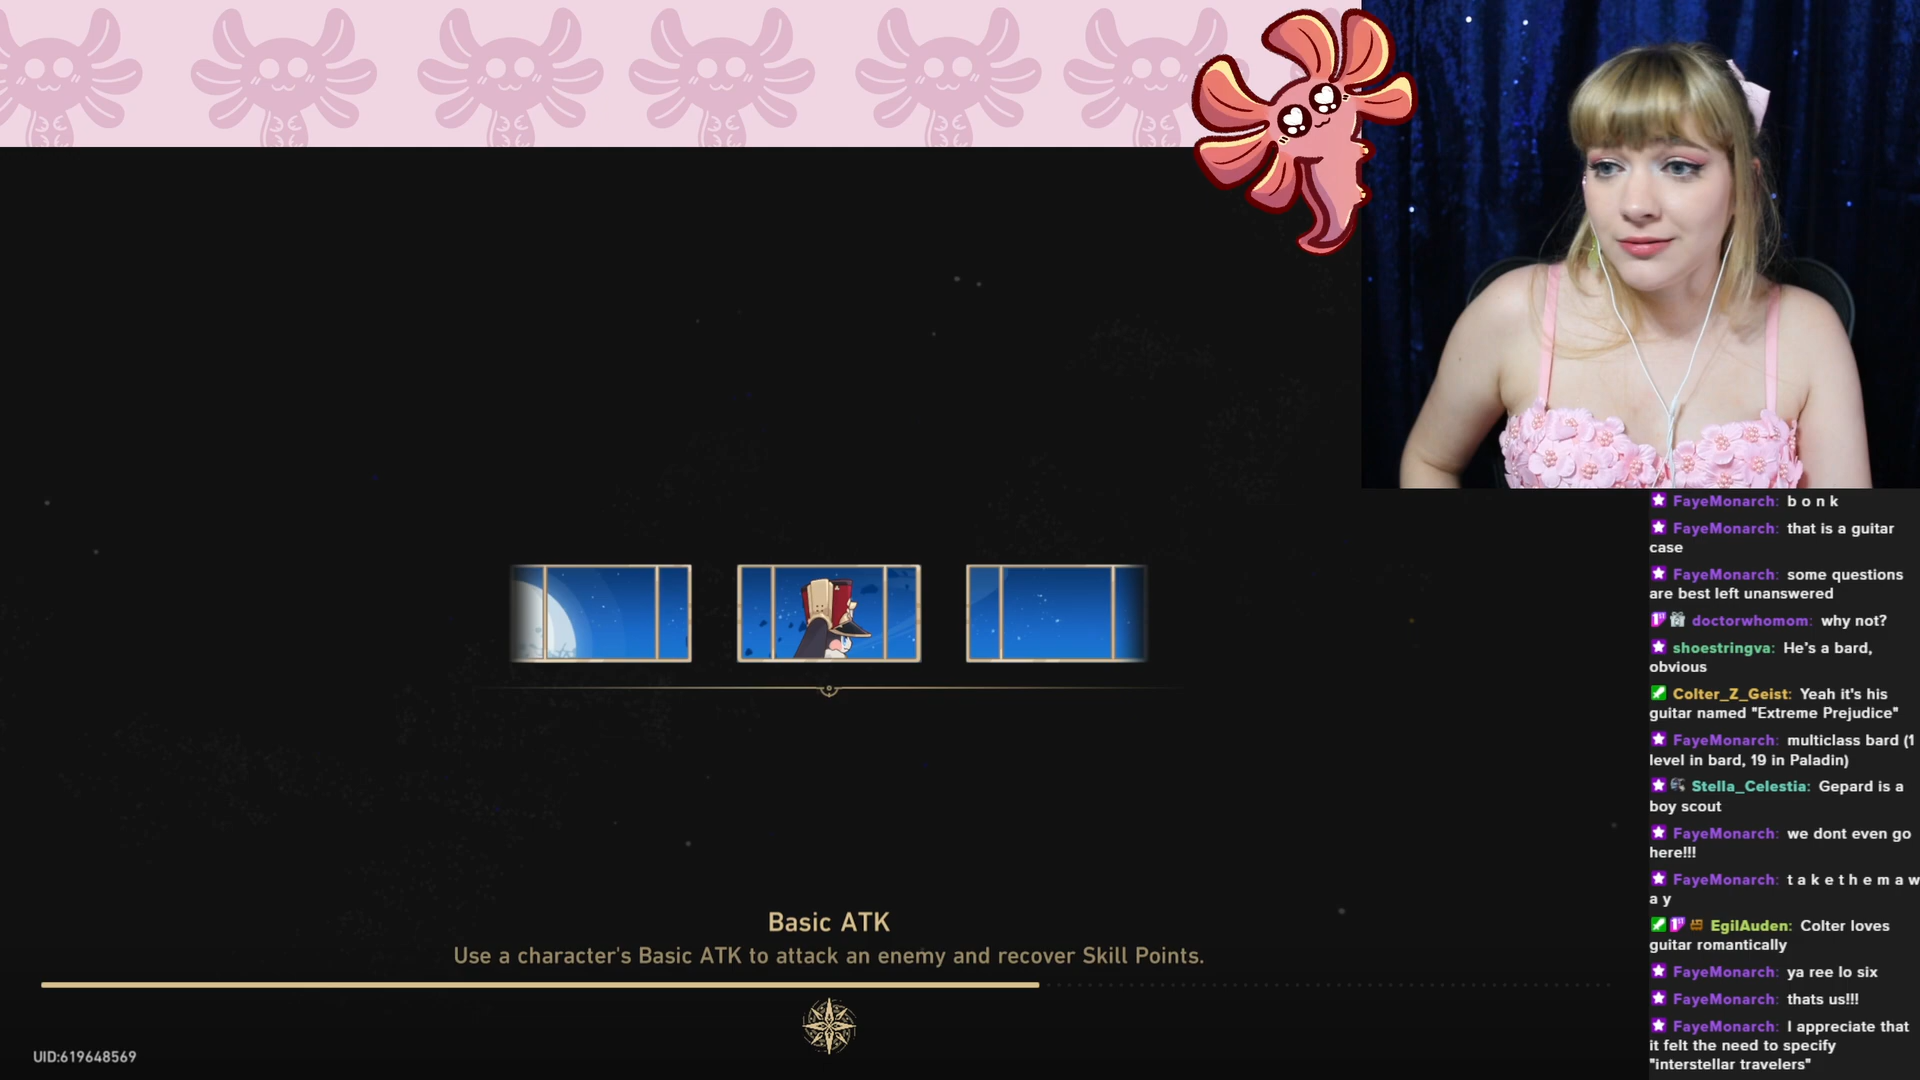 FayeMonarch: b o n k
FayeMonarch: that is a guitar
case
FayeMonarch: some questions
are best left unanswered
doctorwhomom: why not?
shoestringva: He's a bard,
obvious
Colter_Z_Geist: Yeah it's his
guitar named "Extreme Prejudice"
FayeMonarch: multiclass bard (1
level in bard, 19 in Paladin)
Stella_Celestia: Gepard is a
boy scout
FayeMonarch: we dont even go
here!!!
FayeMonarch: t a k e t h e m a w
a y
EgilAuden: Colter loves
guitar romantically
FayeMonarch: ya ree lo six
FayeMonarch: thats us!!!
FayeMonarch: I appreciate that
it felt the need to specify
"interstellar travelers"
Basic ATK
Use a character's Basic ATK to attack an enemy and recover Skill Points.
UID:619648569